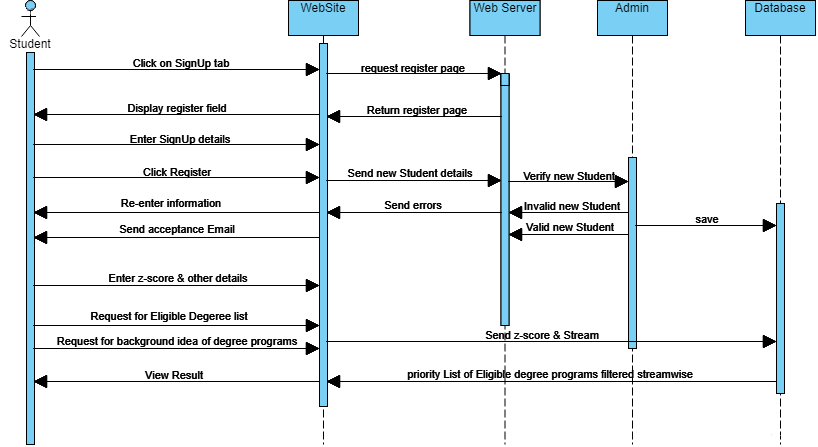 WebSite
Web Server
Admin
Database
Student
Click on SignUp tab
request register page
Display register field
Return register page
Enter SignUp details
Click Register
Send new Student details
Verify new Student
Re-enter information
Send errors
Invalid new Student
save
Send acceptance Email
Valid new Student
Enter z-score & other details
Request for Eligible Degeree list
Request for background idea of degree programs
Send z-score & Stream
View Result
priority List of Eligible degree programs filtered streamwise